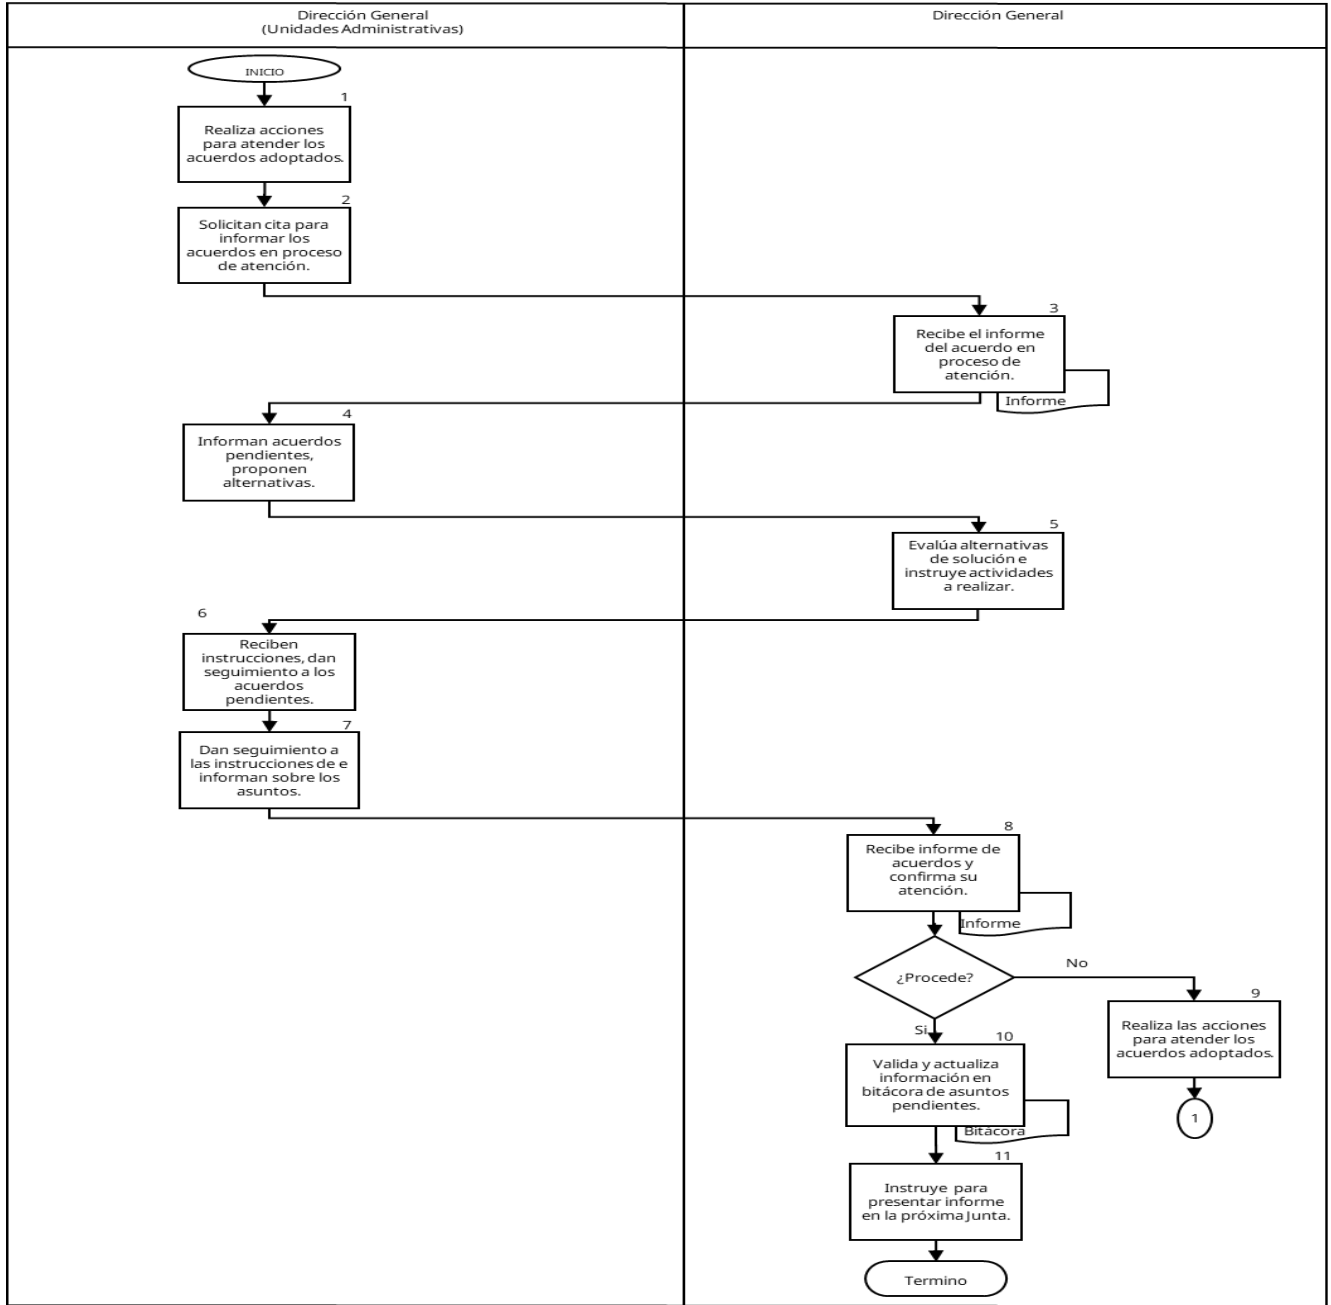 Dirección General
(Unidades Administrativas)
Dirección General
INICIO
1
Realiza acciones
para atender los
acuerdos adoptados.
2
Solicitan cita para
informar los
acuerdos en proceso
de atención.
3
Recibe el informe
del acuerdo en
proceso de
atención.
Informe
4
Informan acuerdos
pendientes,
proponen
alternativas.
5
Evalúa alternativas
de solución e
instruye actividades
a realizar.
6
Reciben
instrucciones, dan
seguimiento a los
acuerdos
pendientes.
7
Dan seguimiento a
las instrucciones de e
informan sobre los
asuntos.
8
Recibe informe de
acuerdos y
confirma su
atención.
Informe
¿Procede?
No
9
Realiza las acciones
para atender los
acuerdos adoptados.
1
Si
10
Valida y actualiza
información en
bitácora de asuntos
pendientes.
Bitácora
11
Instruye para
presentar informe
en la próxima Junta.
Termino